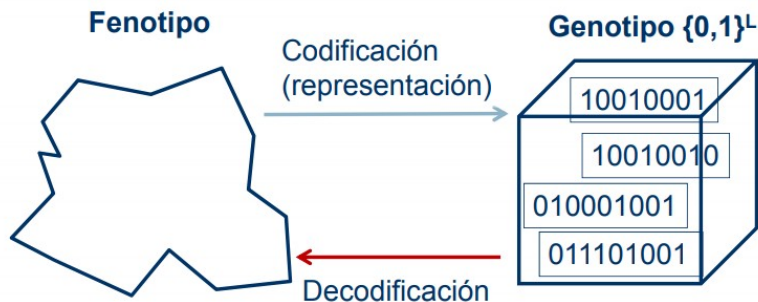 Fenotipo
Genotipo {0,1}ᴸ
Codificación
(representación)
10010001
10010010
010001001
011101001
Decodificación